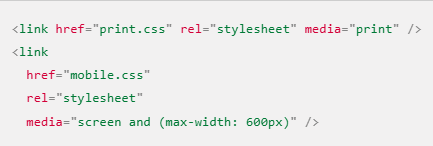 <link href="print.css" rel="stylesheet" media="print" />
<link
  href="mobile.css"
  rel="stylesheet"
  media="screen and (max-width: 600px)" />